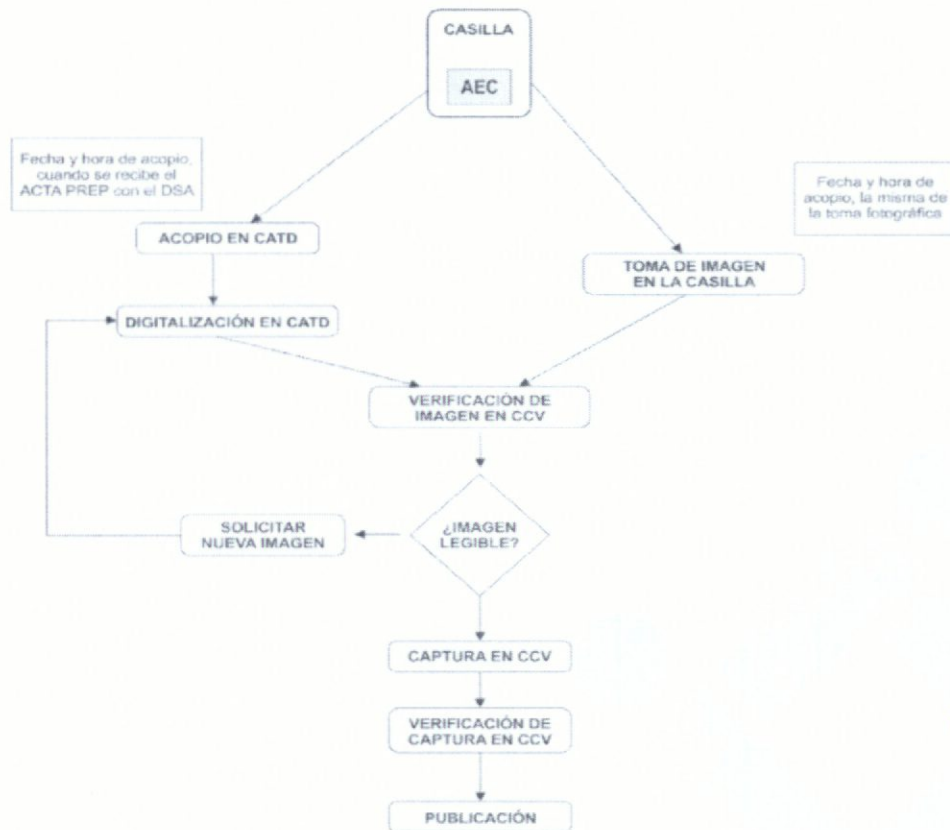 CASILLA
AEC
Fecha y hora de acopio,
cuando se recibe el
ACTA PREP con el DSA
Fecha y hora de
acopio, la misma de
la toma fotográfica
ACOPIO EN CATD
TOMA DE IMAGEN
EN LA CASILLA
DIGITALIZACIÓN EN CATD
VERIFICACIÓN DE
IMAGEN EN CCV
¿IMAGEN
LEGIBLE?
SOLICITAR
NUEVA IMAGEN
CAPTURA EN CCV
VERIFICACIÓN DE
CAPTURA EN CCV
PUBLICACIÓN